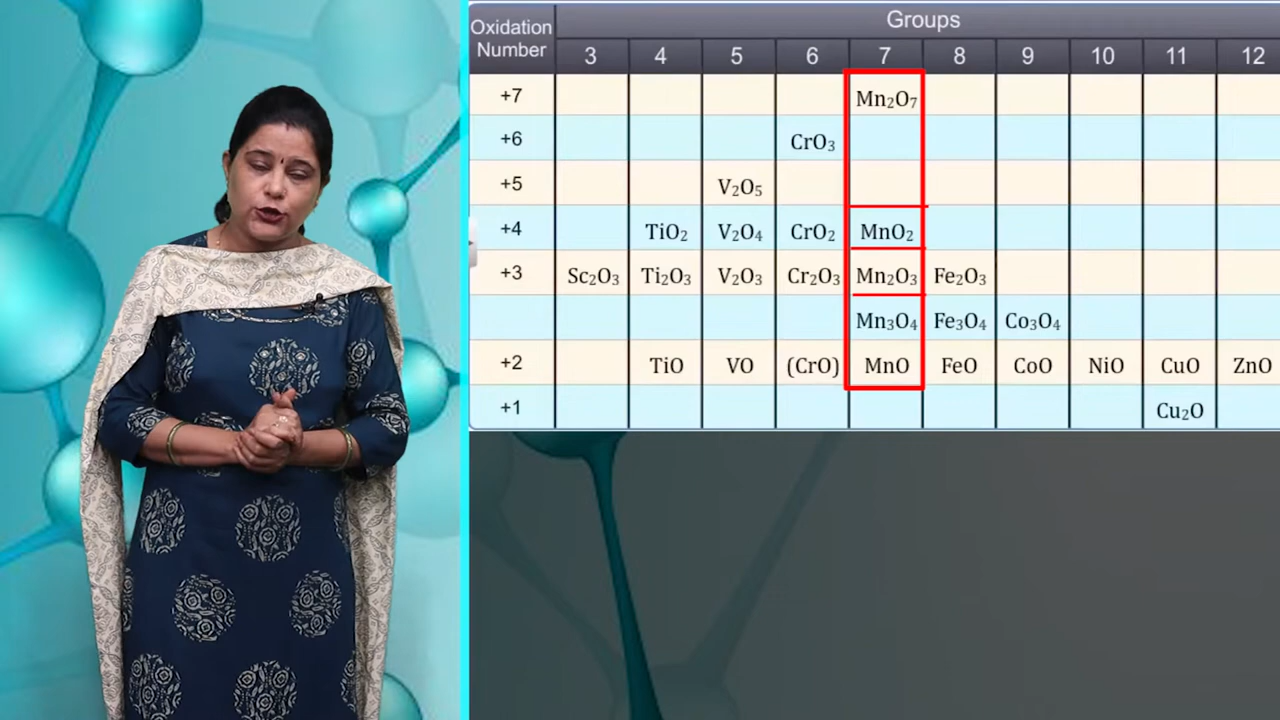 Groups
Oxidation
Number
3 4 5 6 7 8 9 10 11 12
+7 Mn₂O₇
+6 CrO₃
+5 V₂O₅
+4 TiO₂ V₂O₄ CrO₂ MnO₂
+3 Sc₂O₃ Ti₂O₃ V₂O₃ Cr₂O₃ Mn₂O₃ Fe₂O₃
Mn₃O₄ Fe₃O₄ Co₃O₄
+2 TiO VO (CrO) MnO FeO CoO NiO CuO ZnO
+1 Cu₂O